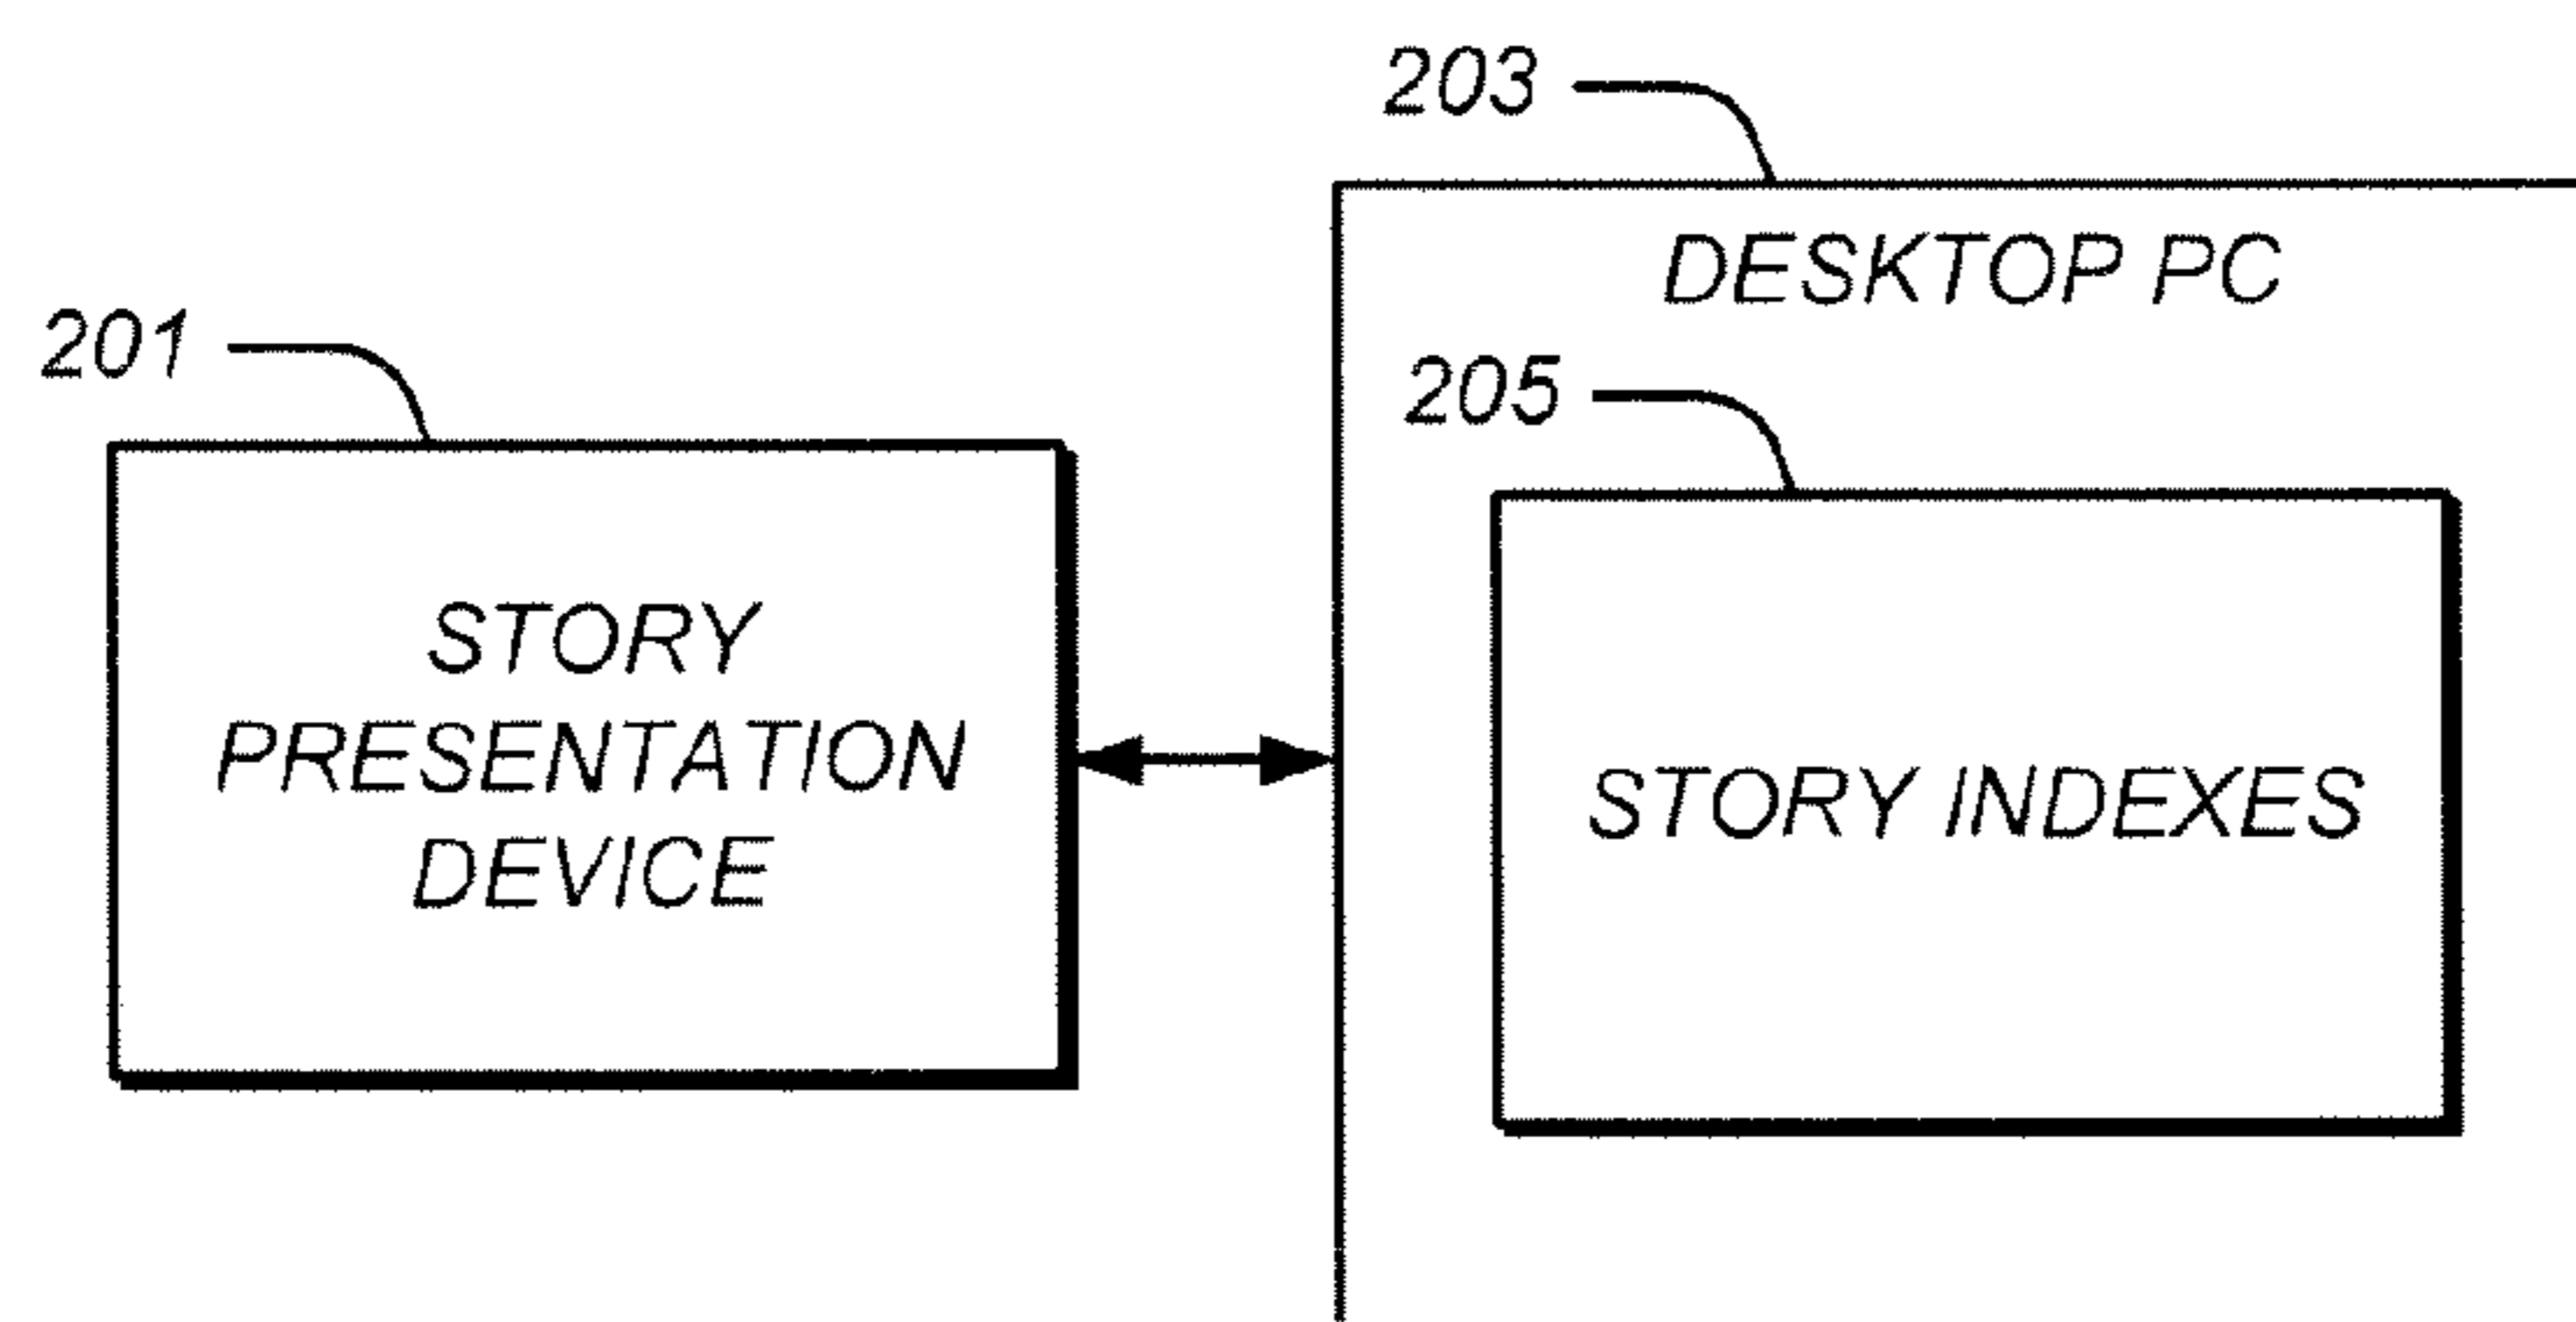 203
DESKTOP PC
201
205
STORY
PRESENTATION
DEVICE
STORY INDEXES